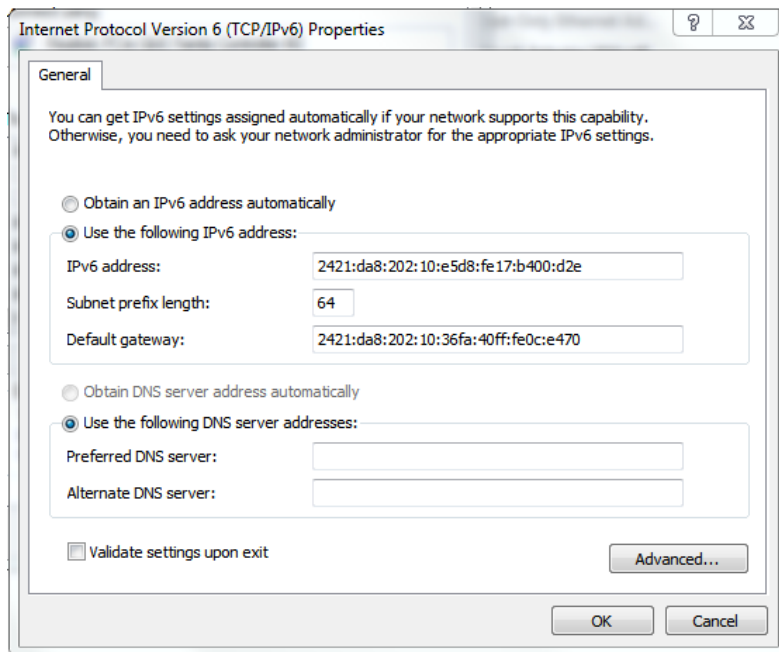 Internet Protocol Version 6 (TCP/IPv6) Properties
General
You can get IPv6 settings assigned automatically if your network supports this capability.
Otherwise, you need to ask your network administrator for the appropriate IPv6 settings.
Obtain an IPv6 address automatically
Use the following IPv6 address:
IPv6 address: 2421:da8:202:10:e5d8:fe17:b400:d2e
Subnet prefix length: 64
Default gateway: 2421:da8:202:10:36fa:40ff:fe0c:e470
Obtain DNS server address automatically
Use the following DNS server addresses:
Preferred DNS server:
Alternate DNS server:
Validate settings upon exit
Advanced...
OK Cancel